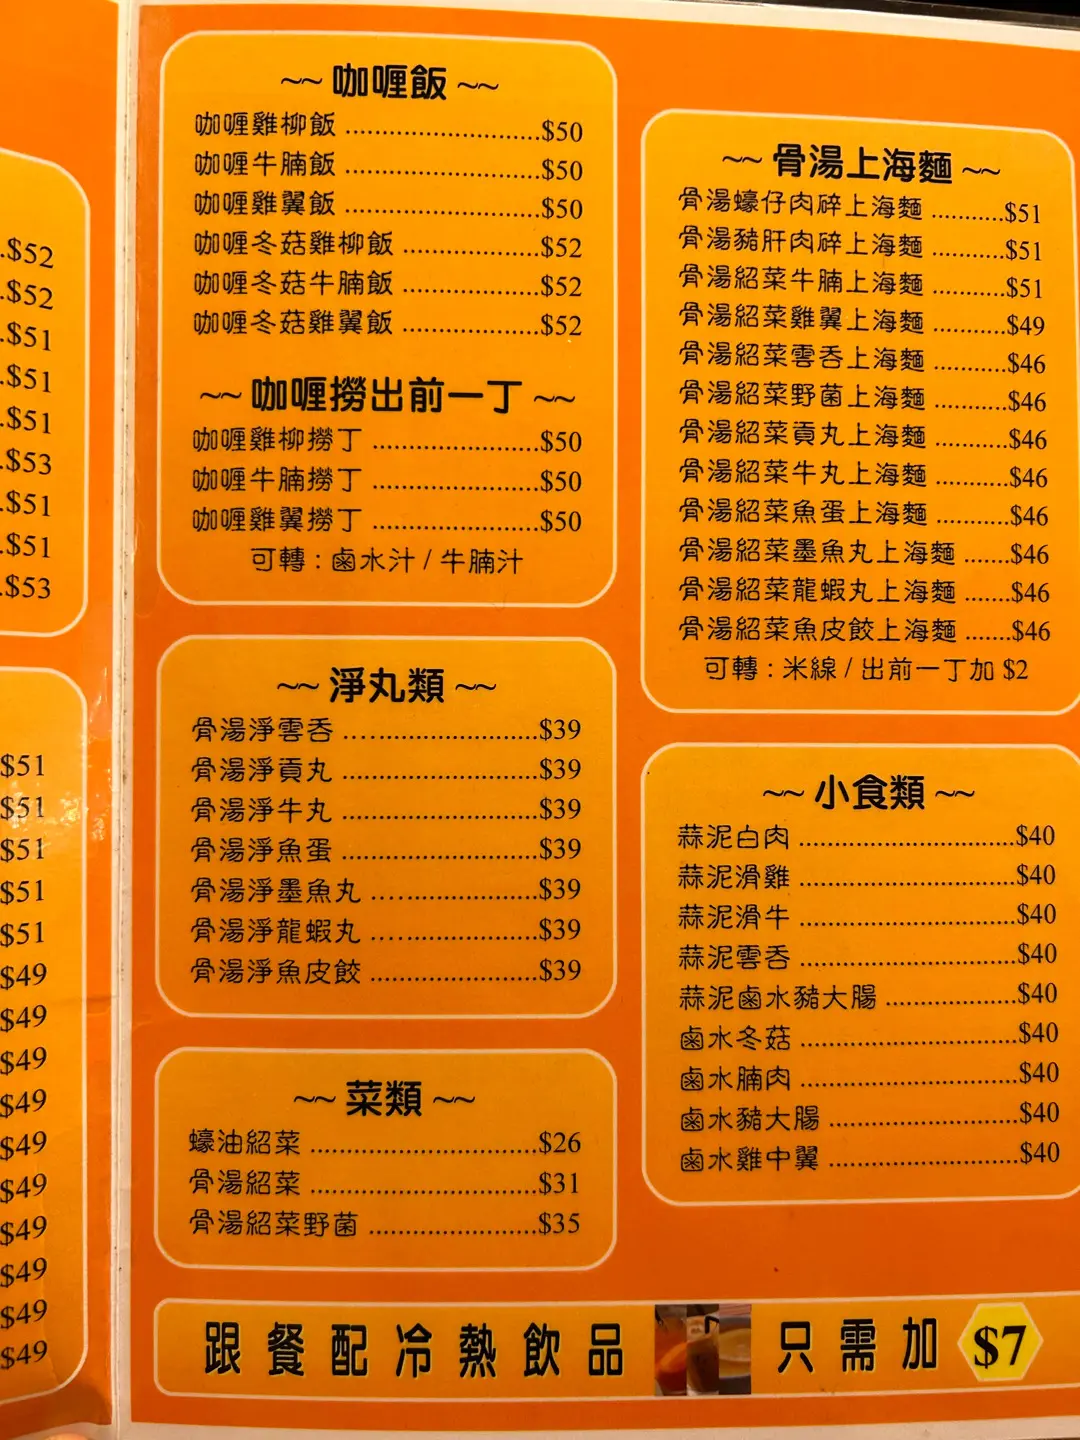 .$52
.$52
.$51
.$51
.$51
.$53
.$51
.$51
.$53
$51
$51
$51
$51
$51
$49
$49
$49
$49
$49
$49
$49
$49
$49
$49
~~ 咖喱飯 ~~
咖喱雞柳飯 ...........................$50
咖喱牛腩飯 ...........................$50
咖喱雞翼飯 ...........................$50
咖喱冬菇雞柳飯 ...................$52
咖喱冬菇牛腩飯 ...................$52
咖喱冬菇雞翼飯 ...................$52
~~ 咖喱撈出前一丁 ~~
咖喱雞柳撈丁 .......................$50
咖喱牛腩撈丁 .......................$50
咖喱雞翼撈丁 .......................$50
可轉 : 鹵水汁 / 牛腩汁
~~ 淨丸類 ~~
骨湯淨雲吞 ...........................$39
骨湯淨貢丸 ...........................$39
骨湯淨牛丸 ...........................$39
骨湯淨魚蛋 ...........................$39
骨湯淨墨魚丸 .......................$39
骨湯淨龍蝦丸 .......................$39
骨湯淨魚皮餃 .......................$39
~~ 菜類 ~~
蠔油紹菜 ...............................$26
骨湯紹菜 ...............................$31
骨湯紹菜野菌 .......................$35
~~ 骨湯上海麵 ~~
骨湯蠔仔肉碎上海麵 ..........$51
骨湯豬肝肉碎上海麵 ..........$51
骨湯紹菜牛腩上海麵 ..........$51
骨湯紹菜雞翼上海麵 ..........$49
骨湯紹菜雲吞上海麵 ..........$46
骨湯紹菜野菌上海麵 ..........$46
骨湯紹菜貢丸上海麵 ..........$46
骨湯紹菜牛丸上海麵 ..........$46
骨湯紹菜魚蛋上海麵 ..........$46
骨湯紹菜墨魚丸上海麵 .......$46
骨湯紹菜龍蝦丸上海麵 .......$46
骨湯紹菜魚皮餃上海麵 .......$46
可轉 : 米線 / 出前一丁加 $2
~~ 小食類 ~~
蒜泥白肉 ..............................$40
蒜泥滑雞 ..............................$40
蒜泥滑牛 ..............................$40
蒜泥雲吞 ..............................$40
蒜泥鹵水豬大腸 ..................$40
鹵水冬菇 ..............................$40
鹵水腩肉 ..............................$40
鹵水豬大腸 ..........................$40
鹵水雞中翼 ..........................$40
跟餐配冷熱飲品 只需加 $7